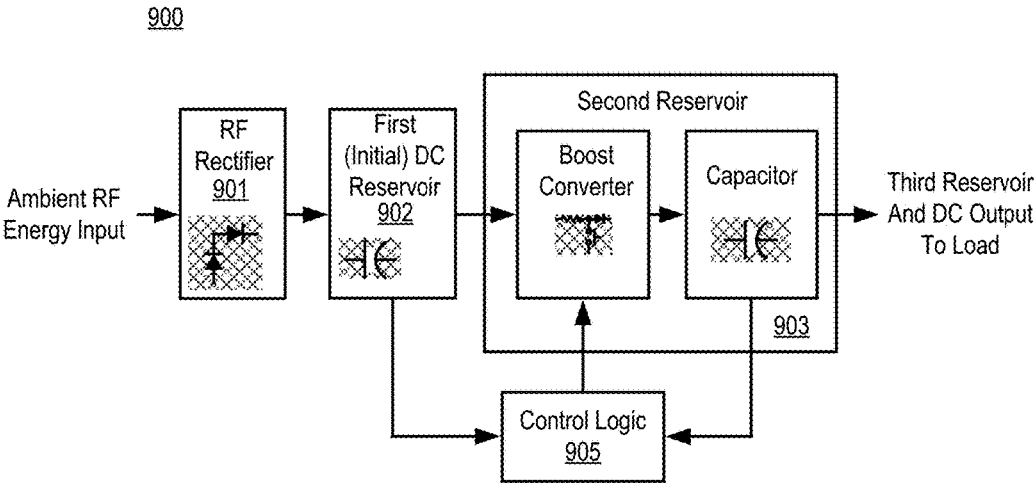 900
Second Reservoir
RF
Rectifier
901
First
(Initial) DC
Reservoir
902
Boost
Converter
Capacitor
Ambient RF
Energy Input
Third Reservoir
And DC Output
To Load
903
Control Logic
905